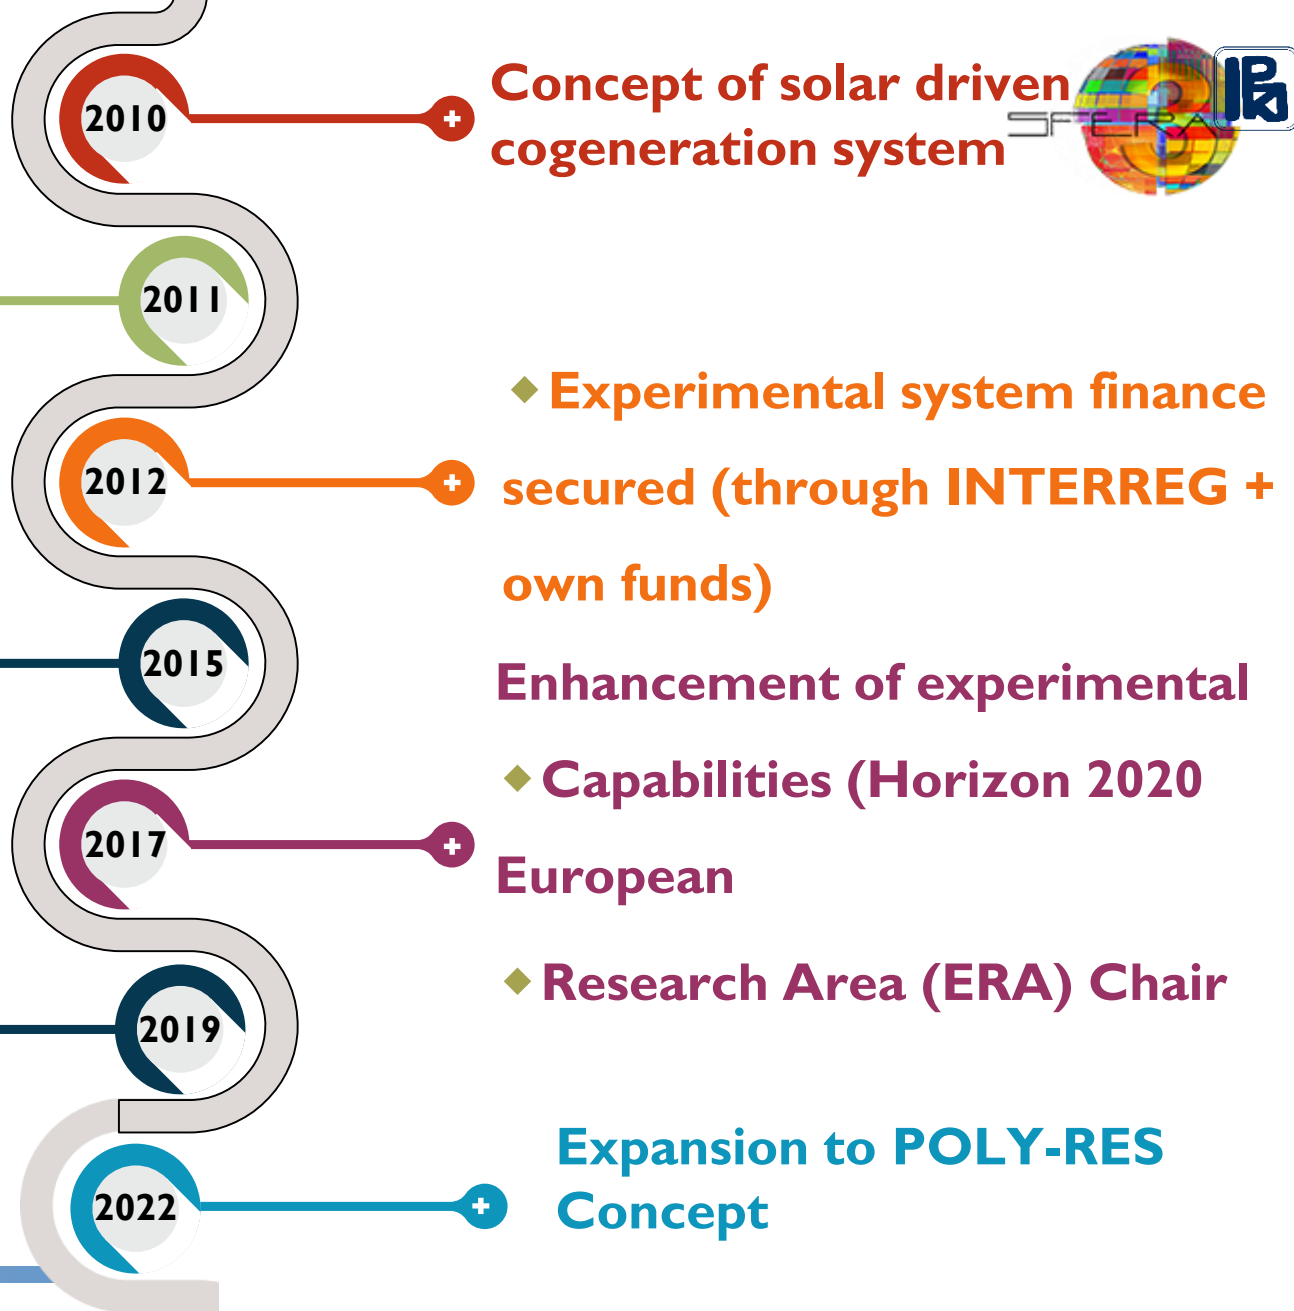 2010
Concept of solar driven
cogeneration system
SFERA
3
2011
Experimental system finance
2012
secured (through INTERREG +
own funds)
2015
Enhancement of experimental
Capabilities (Horizon 2020
2017
European
Research Area (ERA) Chair
2019
Expansion to POLY-RES
2022
Concept